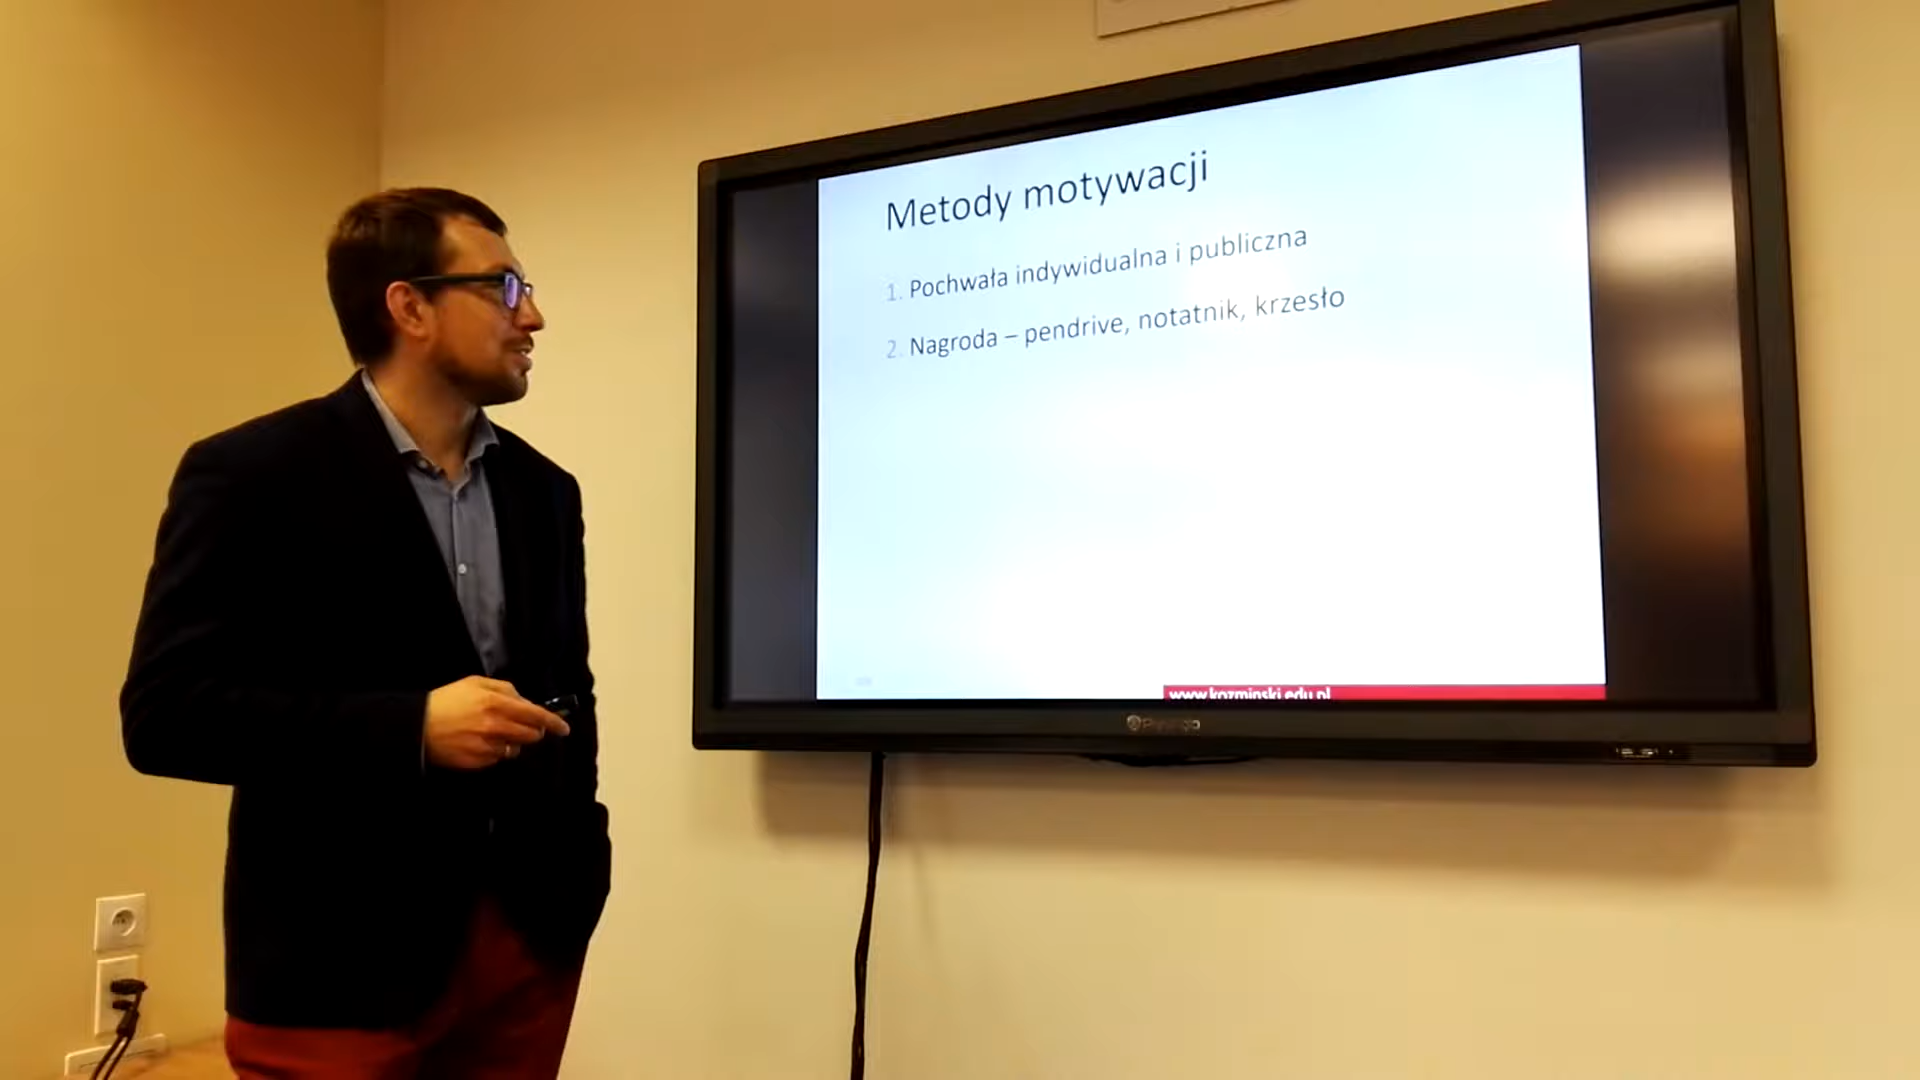 Metody motywacji
1. Pochwała indywidualna i publiczna
2. Nagroda – pendrive, notatnik, krzesło
www.kozminski.edu.pl